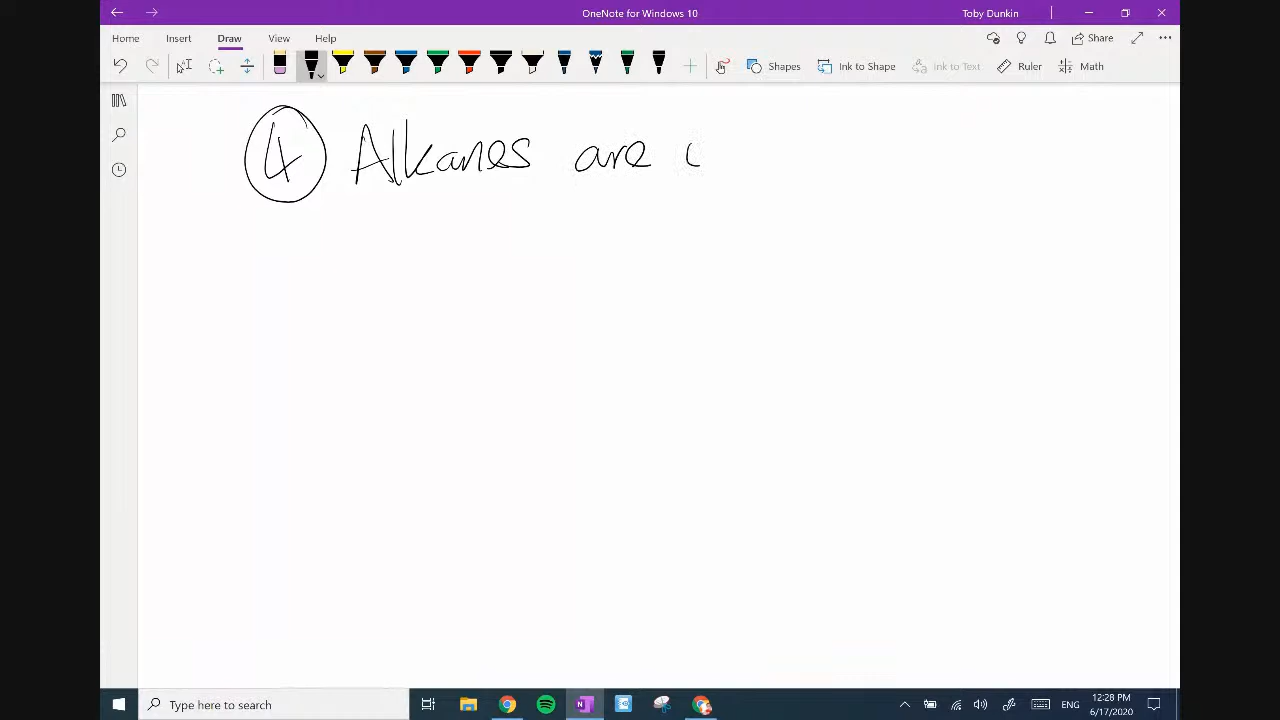 OneNote for Windows 10
Toby Dunkin
Home Insert Draw View Help
Share
Shapes Ink to Shape Ink to Text Ruler Math
4 Alkanes are
Type here to search
ENG
12:28 PM
6/17/2020